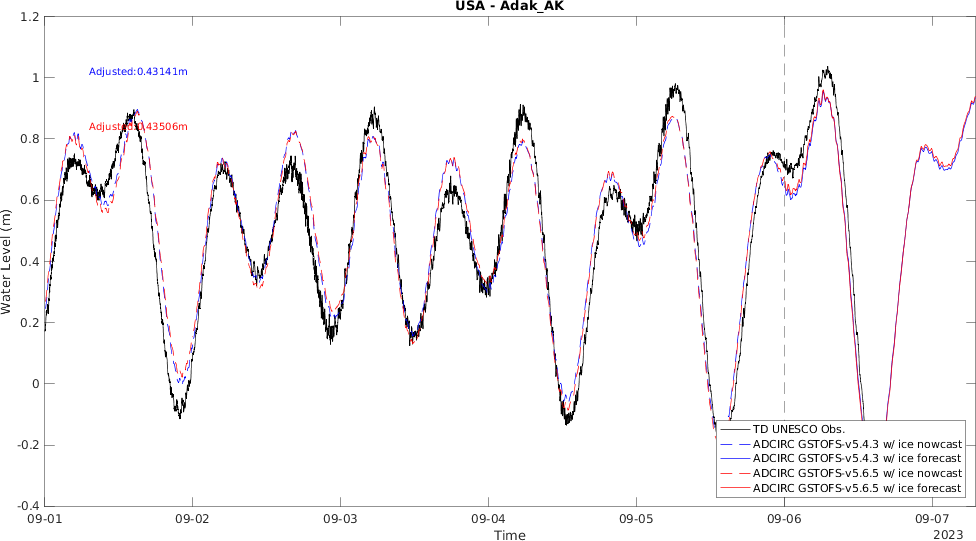 USA - Adak_AK
1.2
1
0.8
0.6
0.4
0.2
0
-0.2
-0.4
Water Level (m)
Adjusted:0.43141m
Adjusted:0.43506m
TD UNESCO Obs.
ADCIRC GSTOFS-v5.4.3 w/ ice nowcast
ADCIRC GSTOFS-v5.4.3 w/ ice forecast
ADCIRC GSTOFS-v5.6.5 w/ ice nowcast
ADCIRC GSTOFS-v5.6.5 w/ ice forecast
09-01 09-02 09-03 09-04 09-05 09-06 09-07
Time
2023